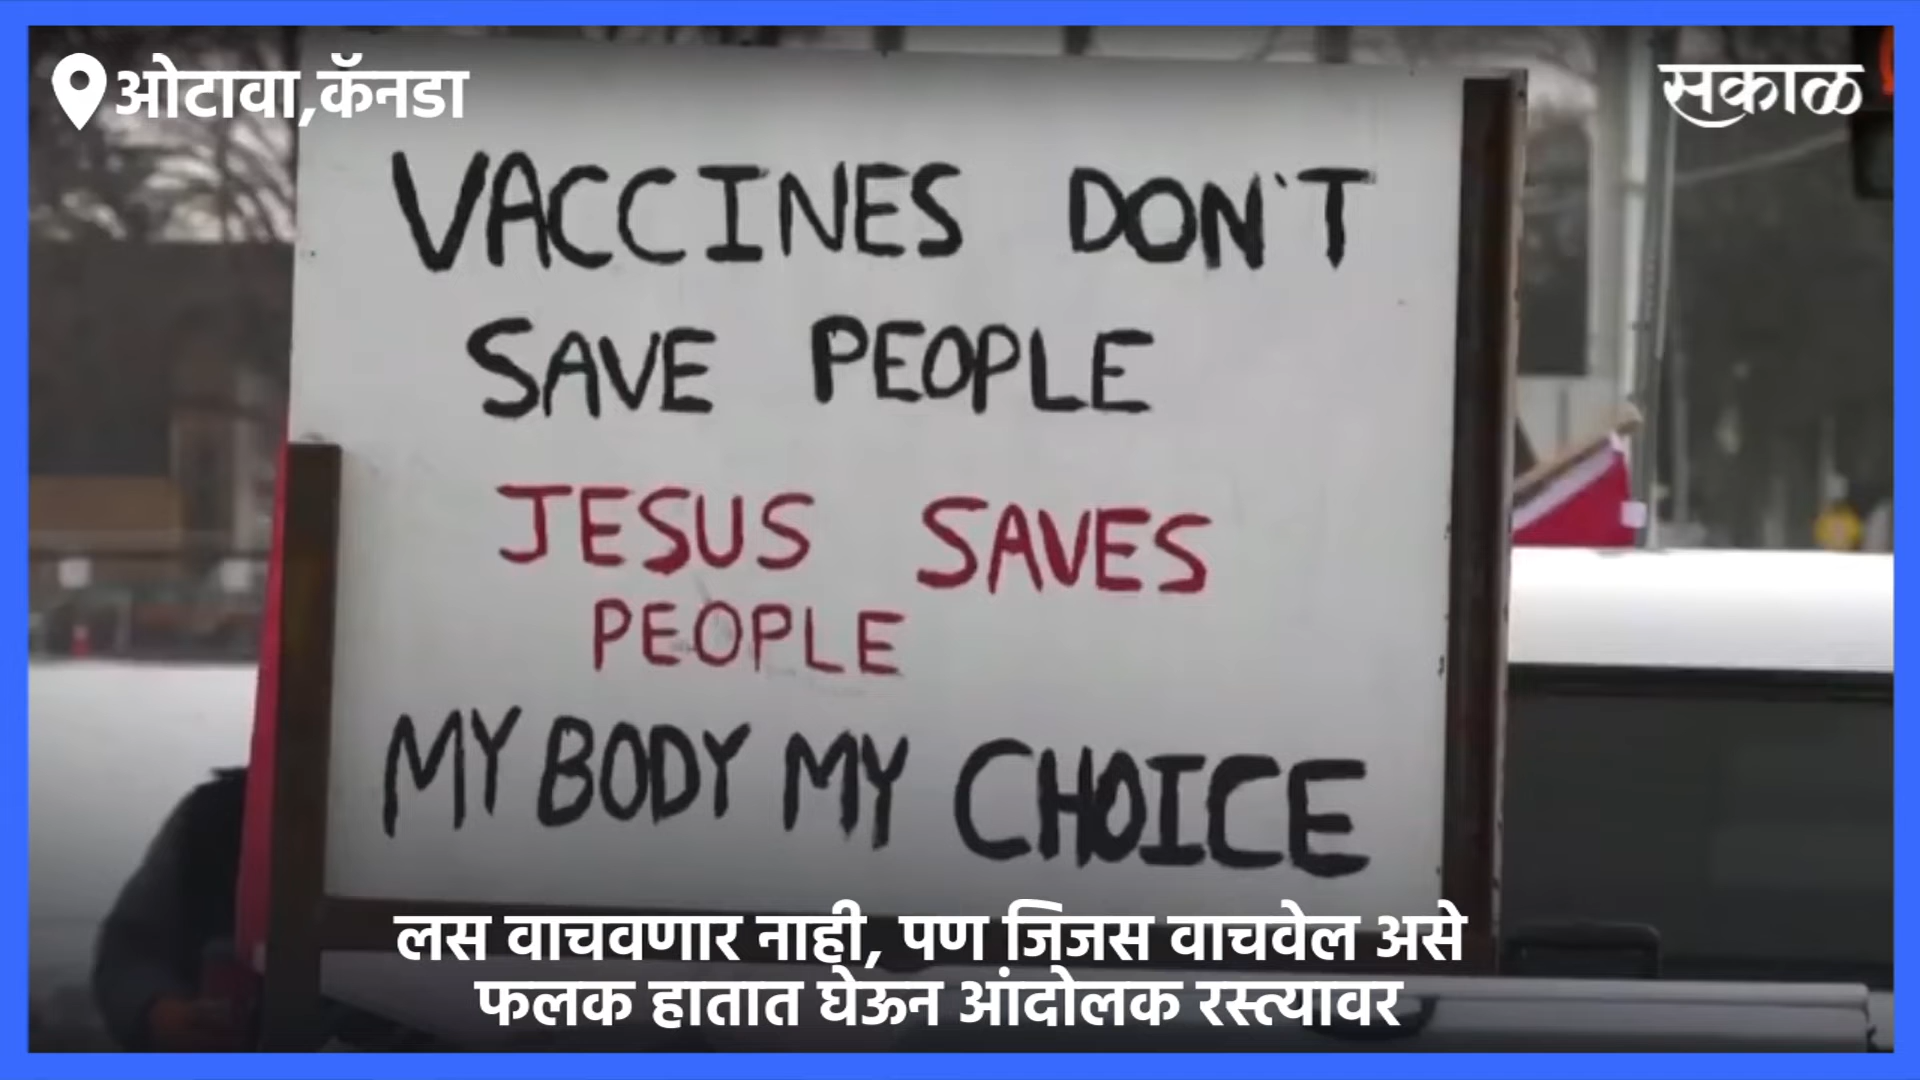 ओटावा,कॅनडा
सकाळ
VACCINES DON'T
SAVE PEOPLE
JESUS SAVES
PEOPLE
MY BODY MY CHOICE
लस वाचवणार नाही, पण जिजस वाचवेल असे
फलक हातात घेऊन आंदोलक रस्त्यावर